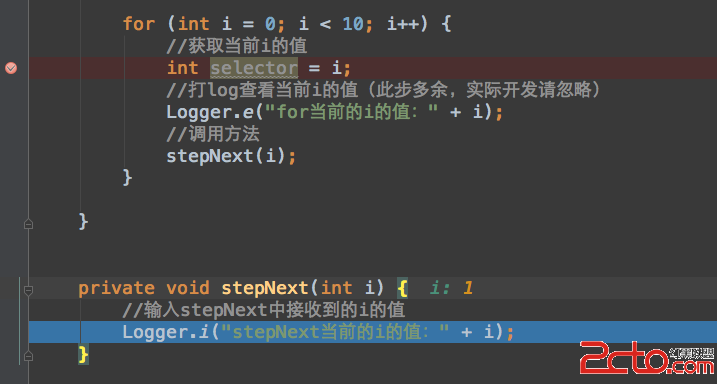 for (int i = 0; i < 10; i++) {
//获取当前i的值
int selector = i;
//打log查看当前i的值（此步多余，实际开发请忽略）
Logger.e("for当前的i的值：" + i);
//调用方法
stepNext(i);
}
}
private void stepNext(int i) { i: 1
//输入stepNext中接收到的i的值
Logger.i("stepNext当前的i的值：" + i);
}
2cto.com